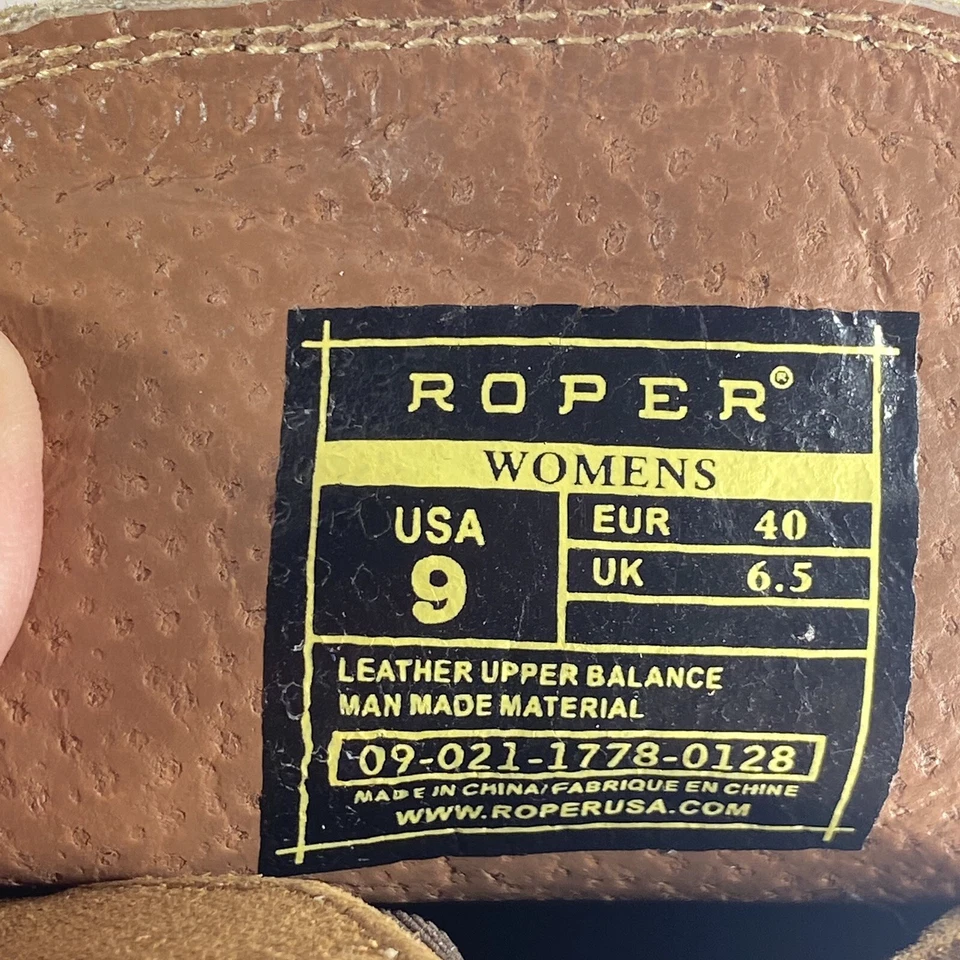 ROPER®
WOMENS
USA
9
EUR 40
UK 6.5
LEATHER UPPER BALANCE
MAN MADE MATERIAL
09-021-1778-0128
MADE IN CHINA/FABRIQUE EN CHINE
WWW.ROPERUSA.COM